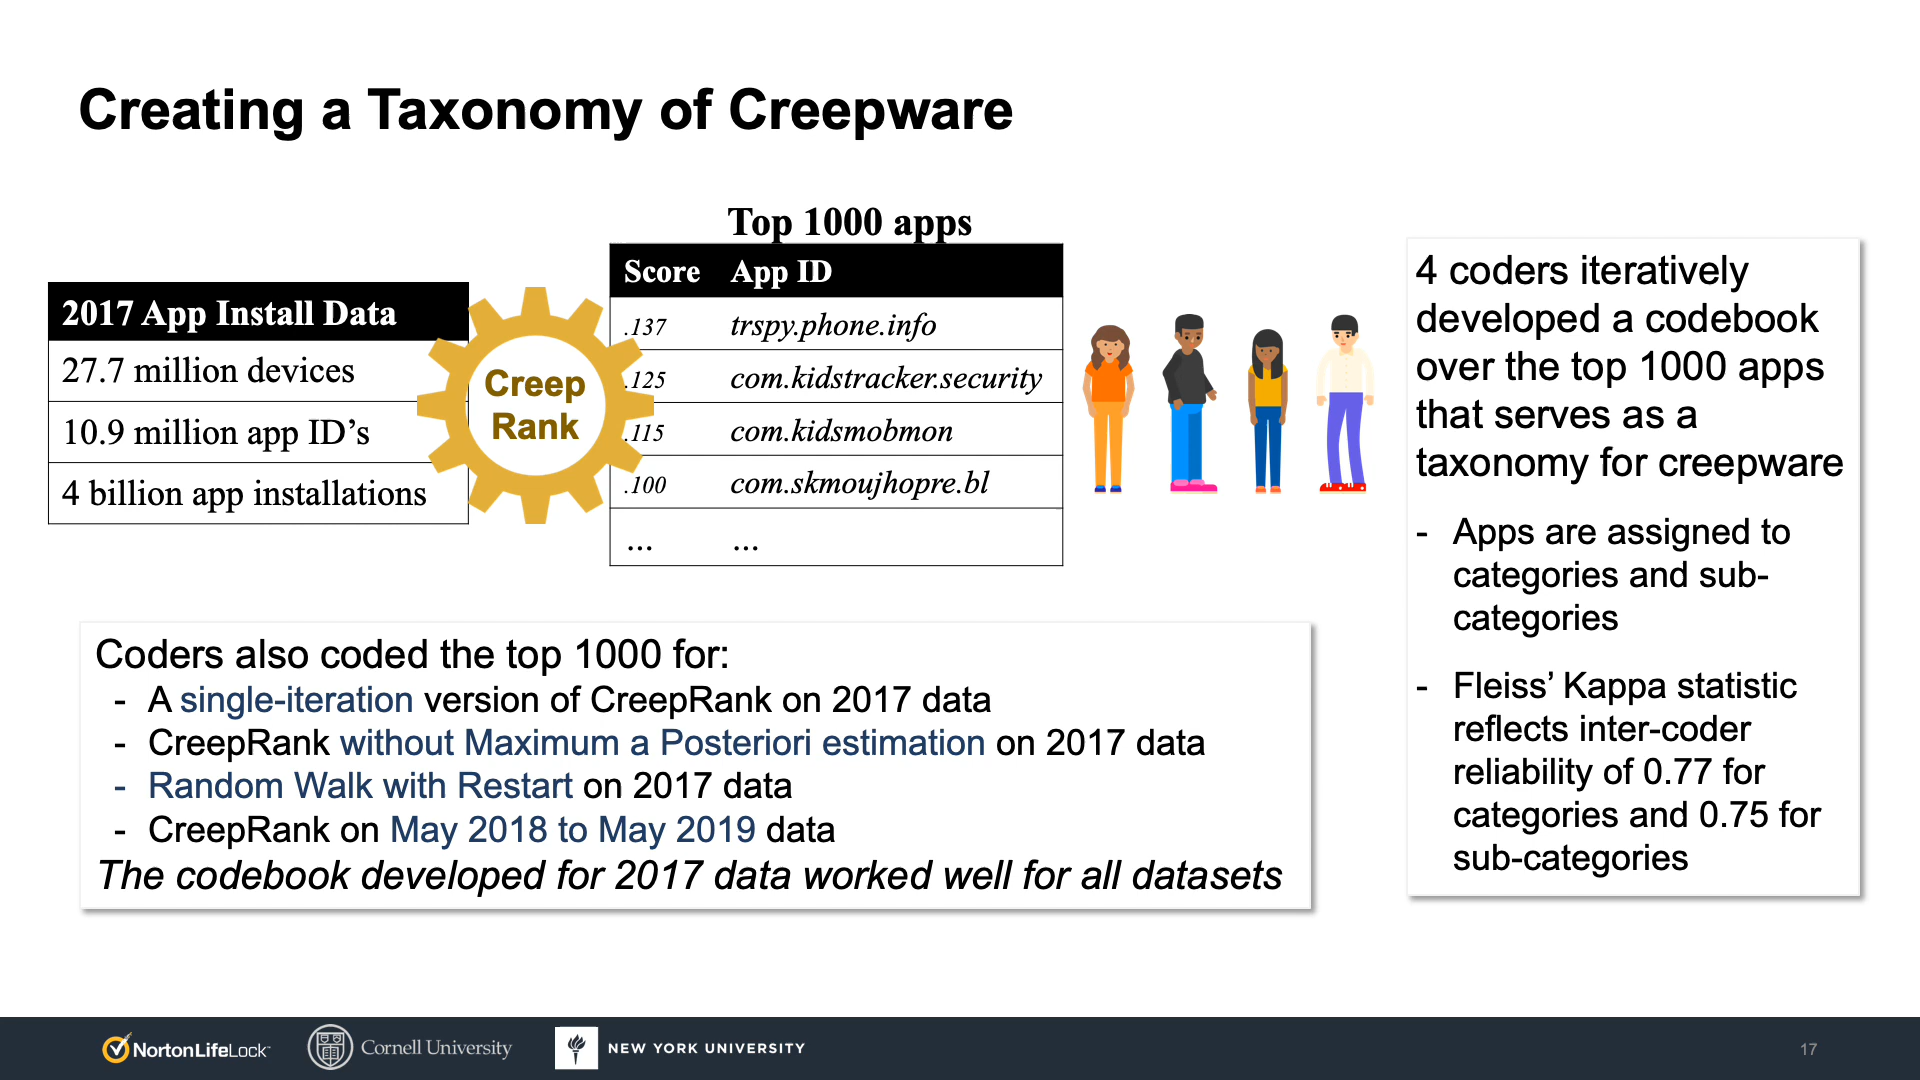 Creating a Taxonomy of Creepware
2017 App Install Data
27.7 million devices
10.9 million app ID’s
4 billion app installations
Creep
Rank
Top 1000 apps
Score App ID
.137 trspy.phone.info
.125 com.kidstracker.security
.115 com.kidsmobmon
.100 com.skmoujhopre.bl
... ...
4 coders iteratively
developed a codebook
over the top 1000 apps
that serves as a
taxonomy for creepware
- Apps are assigned to
categories and sub-
categories
- Fleiss’ Kappa statistic
reflects inter-coder
reliability of 0.77 for
categories and 0.75 for
sub-categories
Coders also coded the top 1000 for:
- A single-iteration version of CreepRank on 2017 data
- CreepRank without Maximum a Posteriori estimation on 2017 data
- Random Walk with Restart on 2017 data
- CreepRank on May 2018 to May 2019 data
The codebook developed for 2017 data worked well for all datasets
NortonLifeLock
Cornell University
NEW YORK UNIVERSITY
17